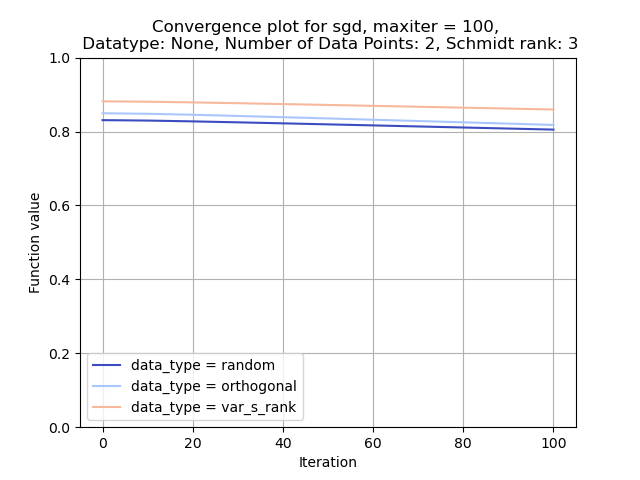 Convergence plot for sgd, maxiter = 100,
Datatype: None, Number of Data Points: 2, Schmidt rank: 3
1.0
0.8
0.6
0.4
0.2
0.0
Function value
data_type = random
data_type = orthogonal
data_type = var_s_rank
0 20 40 60 80 100
Iteration